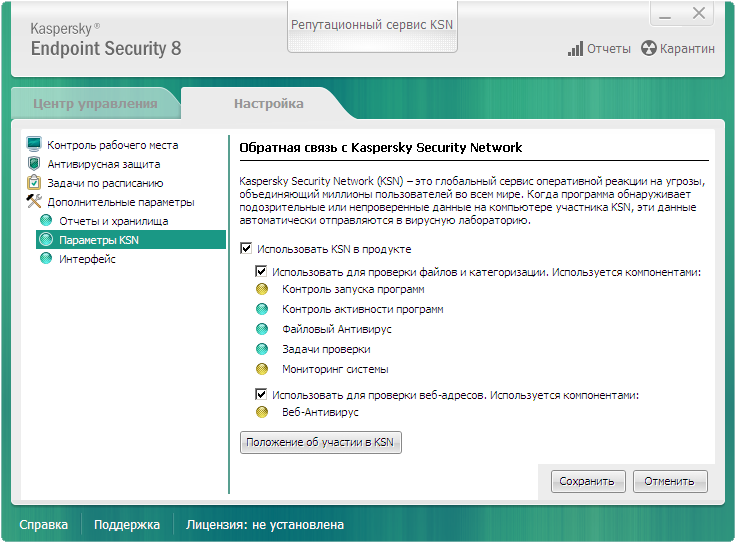 Kaspersky ®
Endpoint Security 8
Репутационный сервис KSN
Отчеты
Карантин
Центр управления
Настройка
Контроль рабочего места
Антивирусная защита
Задачи по расписанию
Дополнительные параметры
Отчеты и хранилища
Параметры KSN
Интерфейс
Обратная связь с Kaspersky Security Network
Kaspersky Security Network (KSN) – это глобальный сервис оперативной реакции на угрозы,
объединяющий миллионы пользователей во всем мире. Когда программа обнаруживает
подозрительные или непроверенные данные на компьютере участника KSN, эти данные
автоматически отправляются в вирусную лабораторию.
Использовать KSN в продукте
Использовать для проверки файлов и категоризации. Используется компонентами:
Контроль запуска программ
Контроль активности программ
Файловый Антивирус
Задачи проверки
Мониторинг системы
Использовать для проверки веб-адресов. Используется компонентами:
Веб-Антивирус
Положение об участии в KSN
Сохранить
Отменить
Справка
Поддержка
Лицензия: не установлена